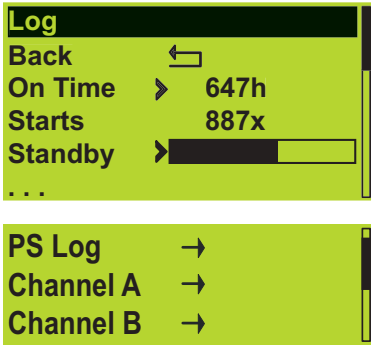 Log
Back
On Time 647h
Starts 887x
Standby
. . .
PS Log
Channel A
Channel B